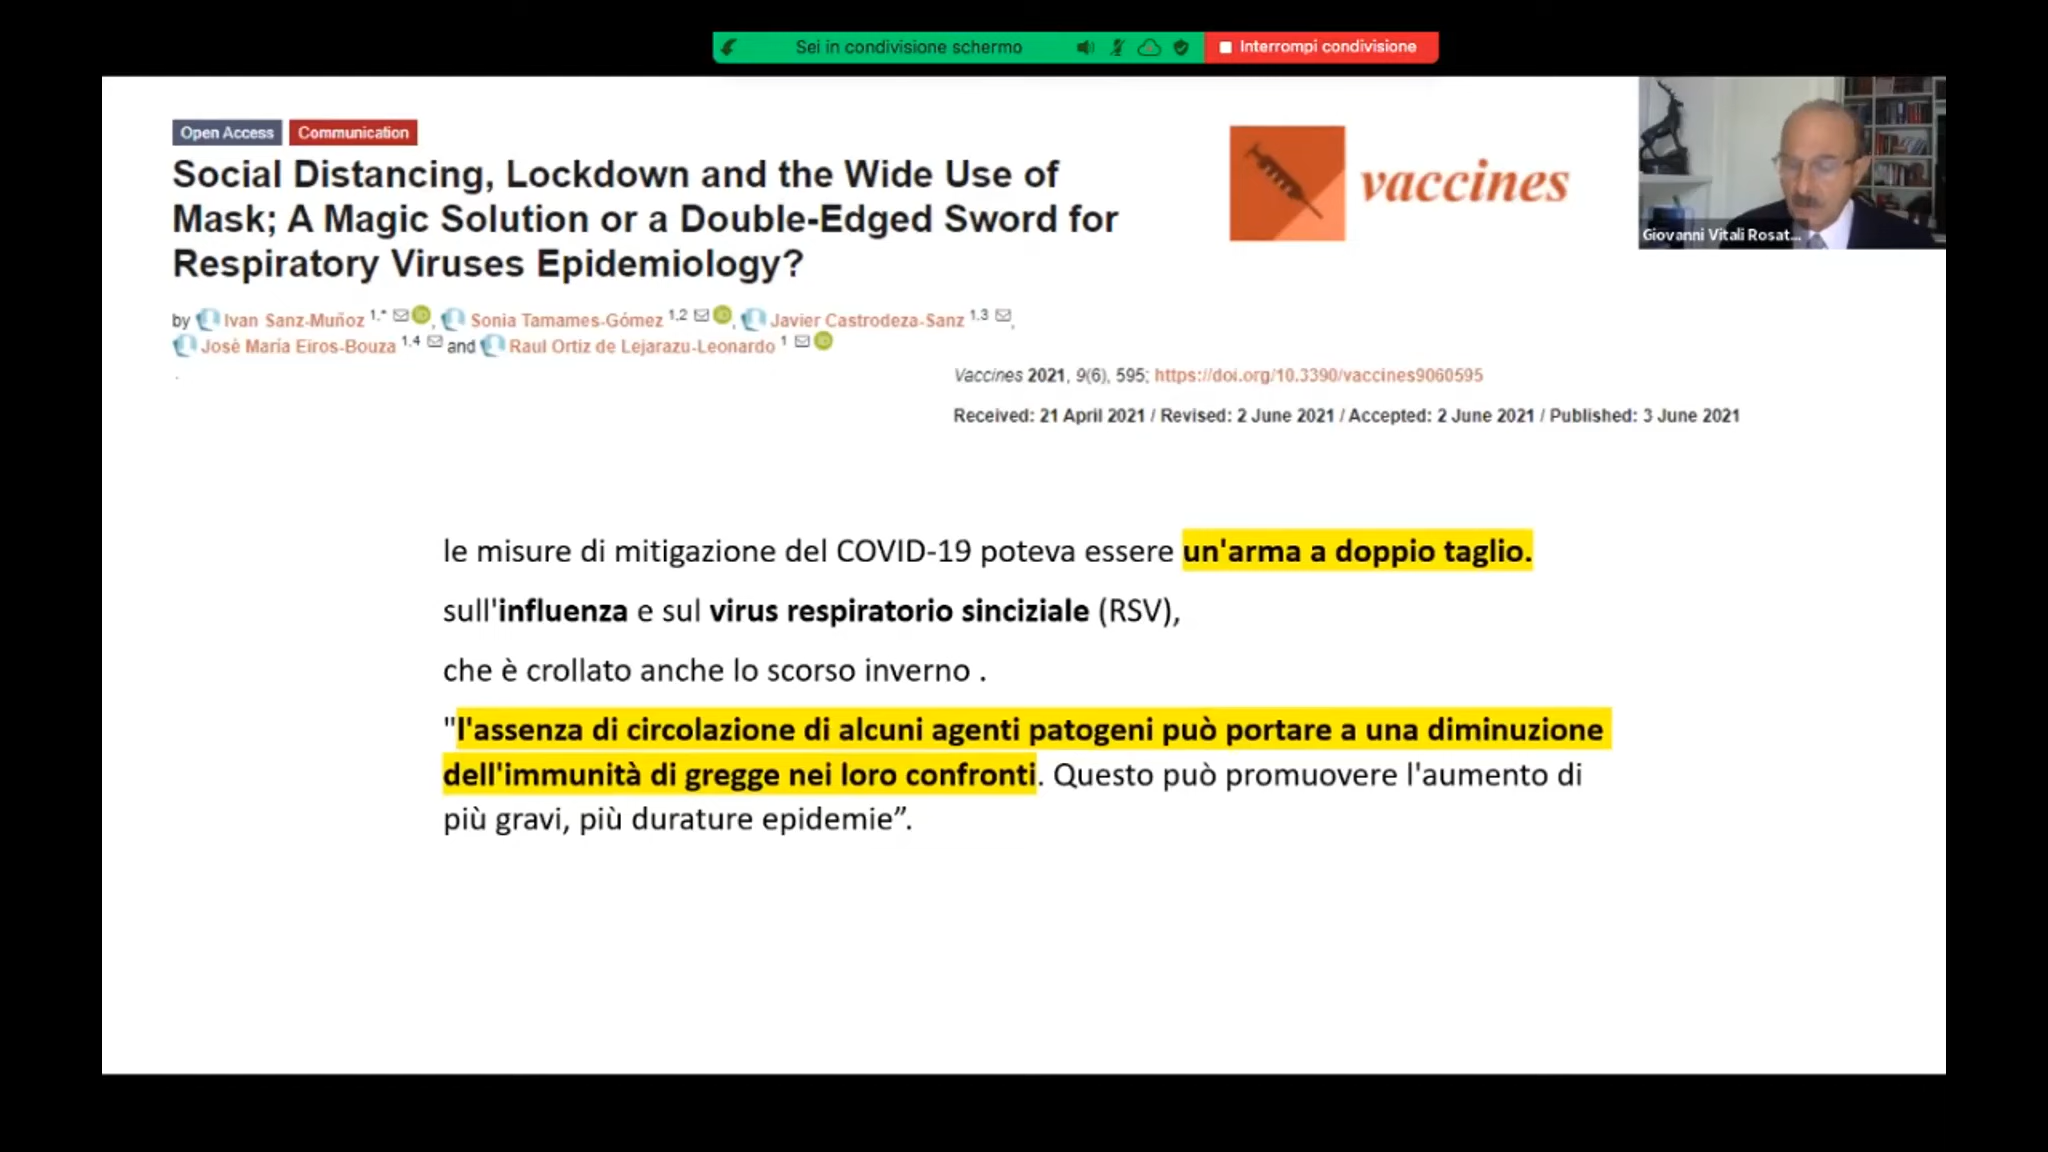 Sei in condivisione schermo
Interrompi condivisione
Open Access Communication
Social Distancing, Lockdown and the Wide Use of
Mask; A Magic Solution or a Double-Edged Sword for
Respiratory Viruses Epidemiology?
vaccines
Giovanni Vitali Rosat...
by Ivan Sanz-Muñoz 1,*, Sonia Tamames-Gómez 1,2, Javier Castrodeza-Sanz 1,3,
José María Eiros-Bouza 1,4 and Raul Ortiz de Lejarazu-Leonardo 1
Vaccines 2021, 9(6), 595; https://doi.org/10.3390/vaccines9060595
Received: 21 April 2021 / Revised: 2 June 2021 / Accepted: 2 June 2021 / Published: 3 June 2021
le misure di mitigazione del COVID-19 poteva essere un'arma a doppio taglio.
sull'influenza e sul virus respiratorio sinciziale (RSV),
che è crollato anche lo scorso inverno .
"l'assenza di circolazione di alcuni agenti patogeni può portare a una diminuzione
dell'immunità di gregge nei loro confronti. Questo può promuovere l'aumento di
più gravi, più durature epidemie”.